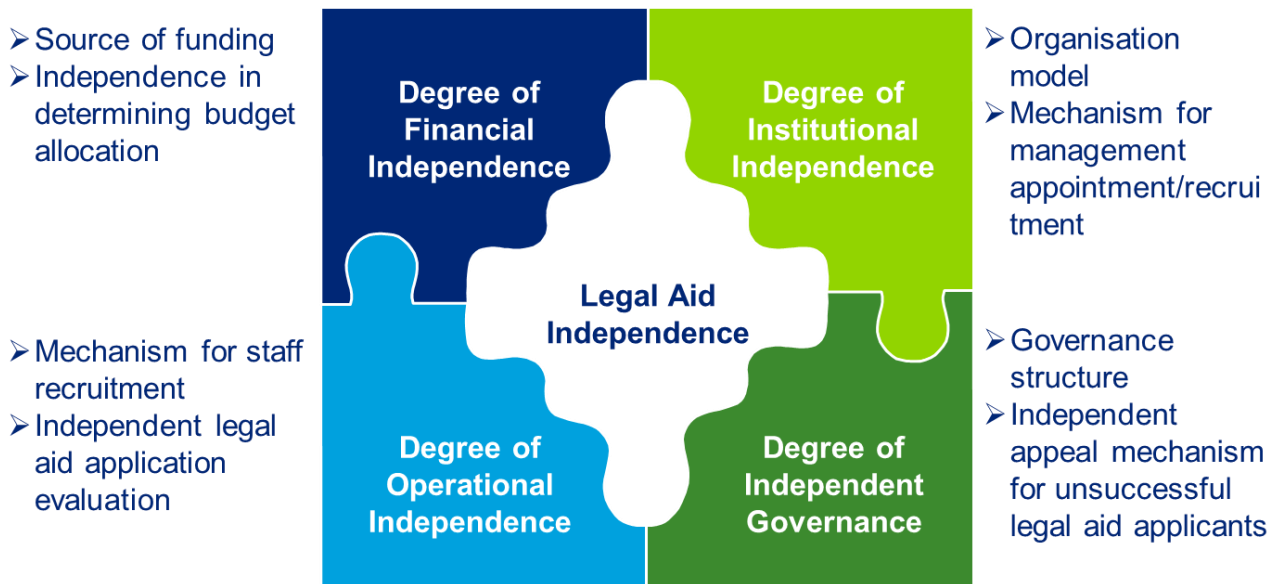 ➢ Source of funding
➢ Independence in
determining budget
allocation
Degree of
Financial
Independence
Degree of
Institutional
Independence
➢ Organisation
model
➢ Mechanism for
management
appointment/recrui
tment
Legal Aid
Independence
➢ Mechanism for staff
recruitment
➢ Independent legal
aid application
evaluation
Degree of
Operational
Independence
Degree of
Independent
Governance
➢ Governance
structure
➢ Independent
appeal mechanism
for unsuccessful
legal aid applicants